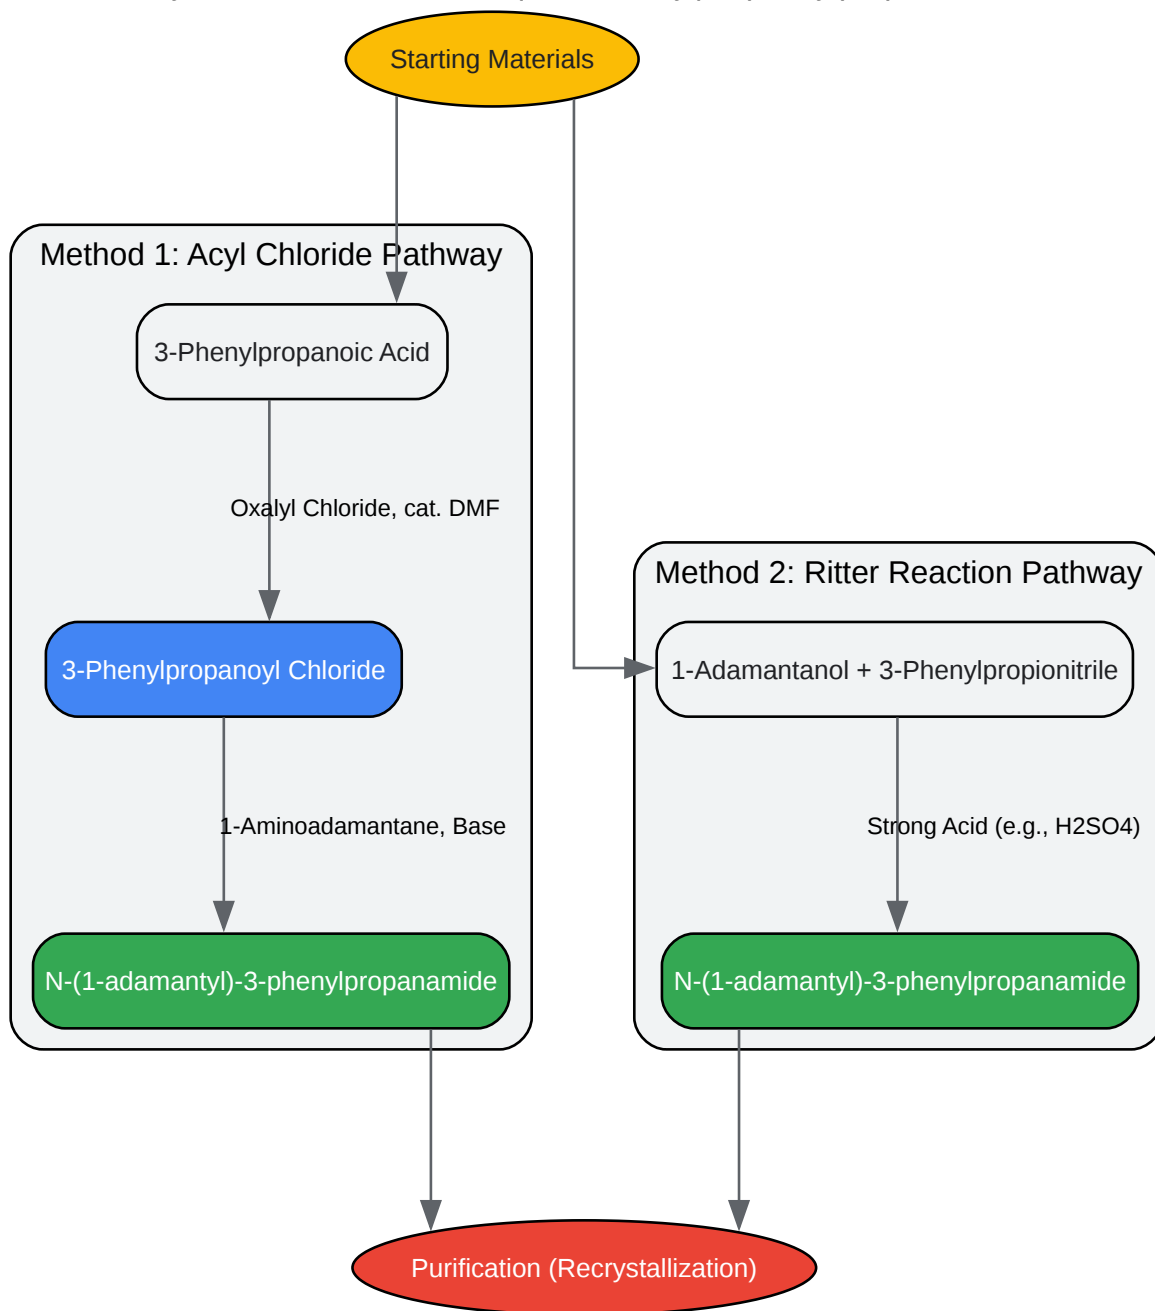 Starting Materials
Method 1: Acyl Chloride Pathway
3-Phenylpropanoic Acid
Oxalyl Chloride, cat. DMF
3-Phenylpropanoyl Chloride
1-Aminoadamantane, Base
N-(1-adamantyl)-3-phenylpropanamide
Method 2: Ritter Reaction Pathway
1-Adamantanol + 3-Phenylpropionitrile
Strong Acid (e.g., H2SO4)
N-(1-adamantyl)-3-phenylpropanamide
Purification (Recrystallization)